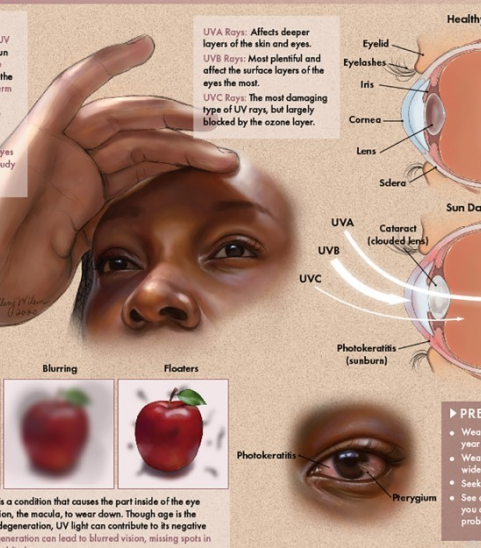 UV
un
the
rm
yes
udy
UVA Rays: Affects deeper
layers of the skin and eyes.
UVB Rays: Most plentiful and
affect the surface layers of the
eyes the most.
UVC Rays: The most damaging
type of UV rays, but largely
blocked by the ozone layer.
Health
Eyelid
Eyelashes
Iris
Cornea
Lens
Sclera
Sun Da
UVA
UVB
UVC
Cataract
(clouded lens)
Photokeratitis
(sunburn)
Blurring
Floaters
Photokeratitis
Pterygium
PRE
• Wea
year
• Wea
wide
• Seek
• See
you
prob
s a condition that causes the part inside of the eye
ion, the macula, to wear down. Though age is the
degeneration, UV light can contribute to its negative
eneration can lead to blurred vision, missing spots in